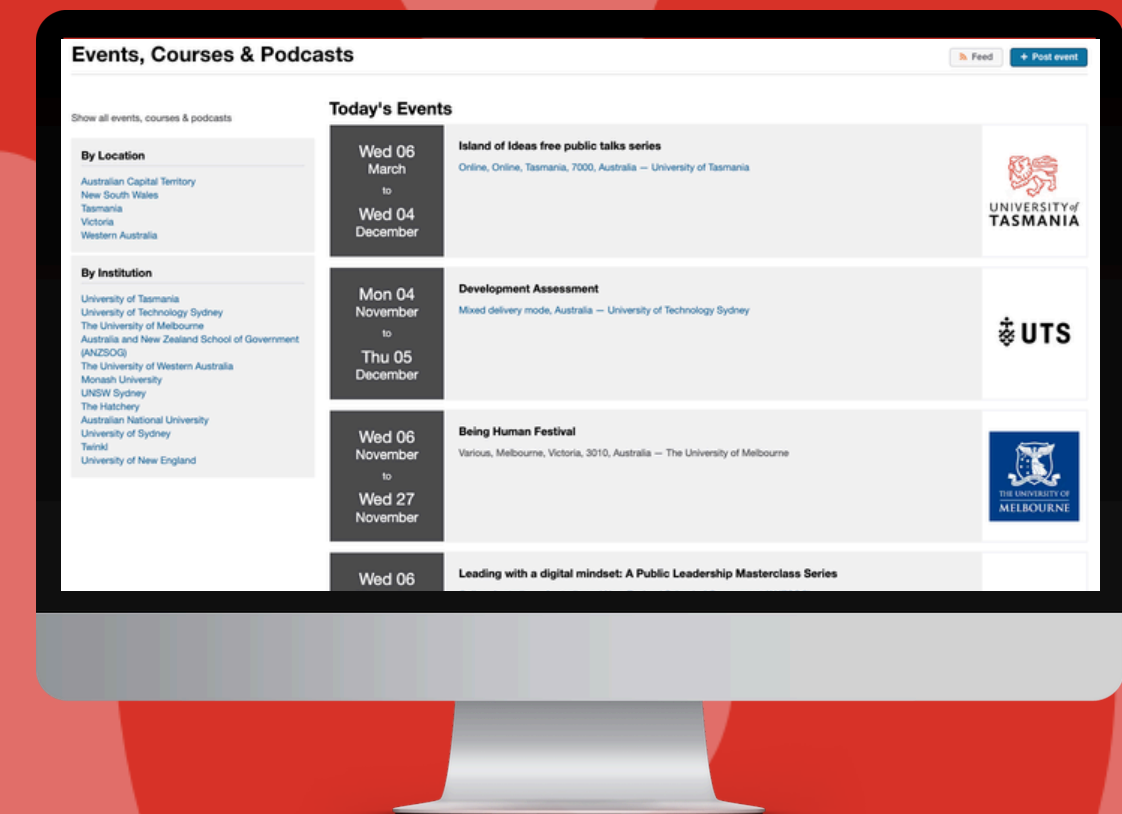 Events, Courses & Podcasts
Feed
+ Post event
Show all events, courses & podcasts
By Location
Australian Capital Territory
New South Wales
Tasmania
Victoria
Western Australia
By Institution
University of Tasmania
University of Technology Sydney
The University of Melbourne
Australia and New Zealand School of Government
(ANZSOG)
The University of Western Australia
Monash University
UNSW Sydney
The Hatchery
Australian National University
University of Sydney
Twinkl
University of New England
Today's Events
Wed 06
March
to
Wed 04
December
Island of Ideas free public talks series
Online, Online, Tasmania, 7000, Australia — University of Tasmania
UNIVERSITY of
TASMANIA
Mon 04
November
to
Thu 05
December
Development Assessment
Mixed delivery mode, Australia — University of Technology Sydney
UTS
Wed 06
November
to
Wed 27
November
Being Human Festival
Various, Melbourne, Victoria, 3010, Australia — The University of Melbourne
THE UNIVERSITY OF
MELBOURNE
Wed 06
Leading with a digital mindset: A Public Leadership Masterclass Series